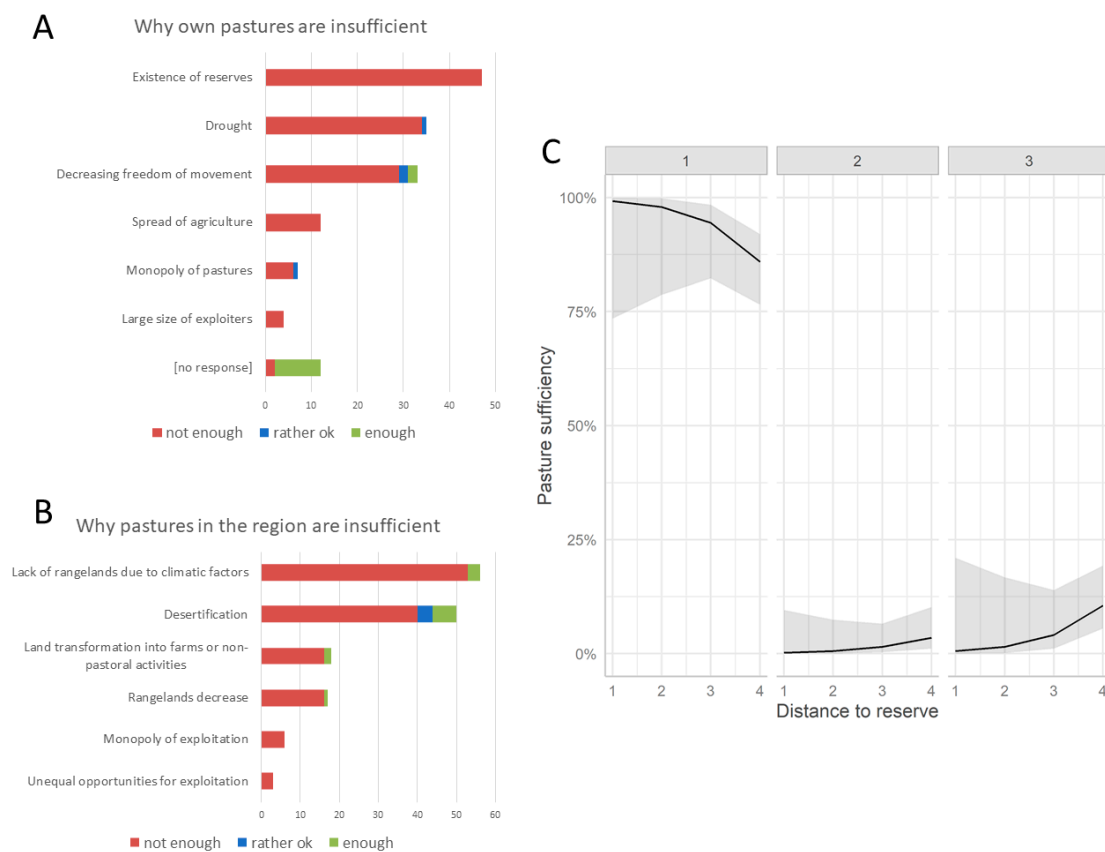 A
Why own pastures are insufficient
Existence of reserves
Drought
Decreasing freedom of movement
Spread of agriculture
Monopoly of pastures
Large size of exploiters
[no response]
0 10 20 30 40 50
not enough rather ok enough
B
Why pastures in the region are insufficient
Lack of rangelands due to climatic factors
Desertification
Land transformation into farms or non-
pastoral activities
Rangelands decrease
Monopoly of exploitation
Unequal opportunities for exploitation
0 10 20 30 40 50 60
not enough rather ok enough
C
1 2 3
Pasture sufficiency
100%
75%
50%
25%
0%
1 2 3 4 1 2 3 4 1 2 3 4
Distance to reserve